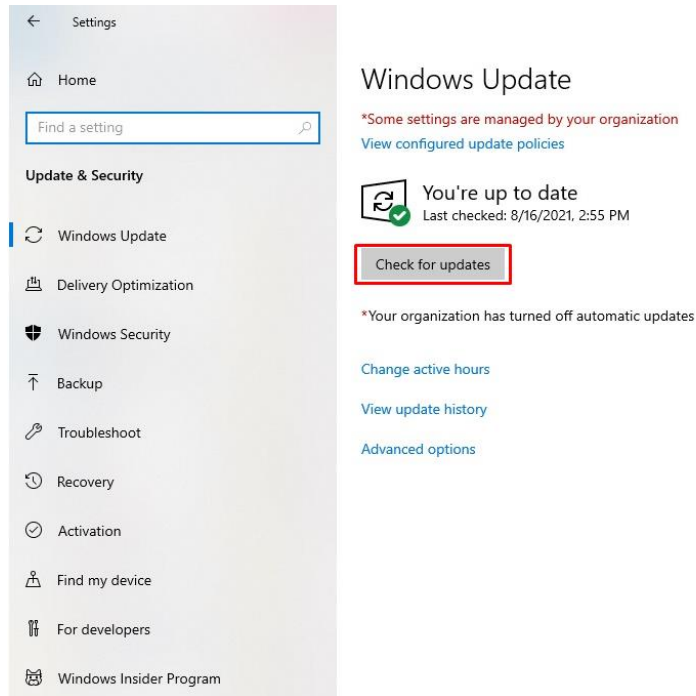 Settings
Home
Find a setting
Update & Security
Windows Update
Delivery Optimization
Windows Security
Backup
Troubleshoot
Recovery
Activation
Find my device
For developers
Windows Insider Program
Windows Update
*Some settings are managed by your organization
View configured update policies
You're up to date
Last checked: 8/16/2021, 2:55 PM
Check for updates
*Your organization has turned off automatic updates
Change active hours
View update history
Advanced options